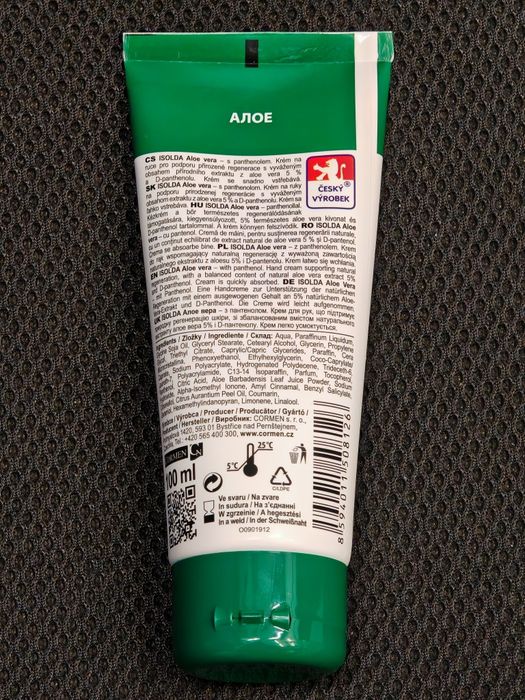 АЛОЕ
CS ISOLDA Aloe vera – s panthenolem. Krém na
ruce pro podporu přirozené regenerace s vyváženým
obsahem přírodního extraktu z aloe vera 5 %
a D-panthenolu. Krém se snadno vstřebává.
SK ISOLDA Aloe vera – s panthenolom. Krém na ruky
na podporu prirodzenej regenerácie s vyváženým
obsahom extraktu z aloe vera 5 % a D-pantenolu. Krém sa
ľahko vstrebáva. HU ISOLDA Aloe vera – panthenollal.
Kézkrém a bőr természetes regenerálódásának
támogatására, kiegyensúlyozott, 5% természetes aloe vera kivonat és
D-panthenol tartalommal. A krém könnyen felszívódik. RO ISOLDA Aloe
vera – cu pantenol. Cremă de mâini, pentru susținerea regenerării naturale,
cu un conținut echilibrat de extract natural de aloe vera 5 % și D-pantenol.
Crema se absoarbe bine. PL ISOLDA Aloe vera – z pantenolem. Krem
do rąk, wspomagający naturalną regenerację z wyważoną zawartością
naturalnego ekstraktu z aloesu 5% i D-pantenolu. Krem łatwo się wchłania.
EN ISOLDA Aloe vera – with panthenol. Hand cream supporting natural
regeneration, with a balanced content of natural aloe vera extract 5%
and D-panthenol. Cream is quickly absorbed. DE ISOLDA Aloe Vera
– mit Panthenol. Eine Handcreme zur Unterstützung der natürlichen
Regeneration mit einem ausgewogenen Gehalt an 5% natürlichem Aloe-
Vera-Extrakt und D-Panthenol. Die Creme wird leicht aufgenommen.
ISOLDA Алое вера – з пантенолом. Крем для рук, що підтримує
природну регенерацію шкіри, зі збалансованим вмістом натурального
алое вера 5% і D-пантенолу. Крем легко усмоктується.
Ingredients / Zložky / Ingrediente / Склад: Aqua, Paraffinum Liquidum,
Glycine Soja Oil, Glyceryl Stearate, Cetearyl Alcohol, Glycerin, Propylene
Glycol, Triethyl Citrate, Caprylic/Capric Glycerides, Paraffin, Cera
Phenoxyethanol, Ethylhexylglycerin, Coco-Caprylate,
Sodium Polyacrylate, Hydrogenated Polydecene, Trideceth-6,
Polyacrylamide, C13-14 Isoparaffin, Parfum, Tocopherol,
Citric Acid, Aloe Barbadensis Leaf Juice Powder, Sodium
Alpha-Isomethyl Ionone, Amyl Cinnamal, Benzyl Salicylate,
Citrus Aurantium Peel Oil, Coumarin,
Hexamethylindanopyran, Limonene, Linalool.
Výrobca / Producer / Producător / Gyártó /
Producent / Hersteller / Виробник: CORMEN s. r. o.,
1420, 593 01 Bystřice nad Pernštejnem,
Tel.: +420 565 400 300, www.cormen.cz
ČESKÝ®
VÝROBEK
CORMEN CN
100 ml
5°C
25°C
C/LDPE
Ve svaru / Na zvare
In sudura / На з'єднанні
W zgrzeinie / A hegesztési
In a weld / In der Schweißnaht
O0901912
8 594011 508126